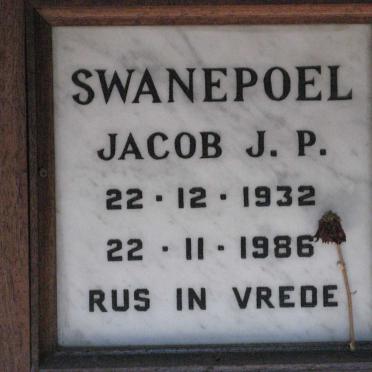 SWANEPOEL
JACOB J. P.
22 · 12 · 1932
22 · 11 · 1986
RUS IN VREDE